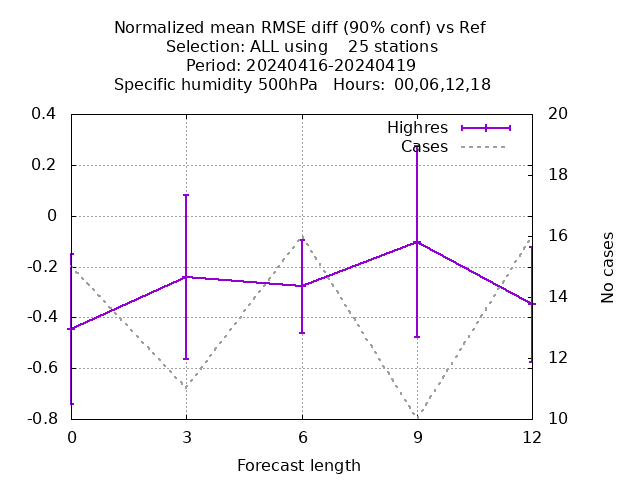 Normalized mean RMSE diff (90% conf) vs Ref
Selection: ALL using    25 stations
Period: 20240416-20240419
Specific humidity 500hPa   Hours:  00,06,12,18
Highres
Cases
0.4
0.2
0
-0.2
-0.4
-0.6
-0.8
20
18
16
14
12
10
No cases
0 3 6 9 12
Forecast length